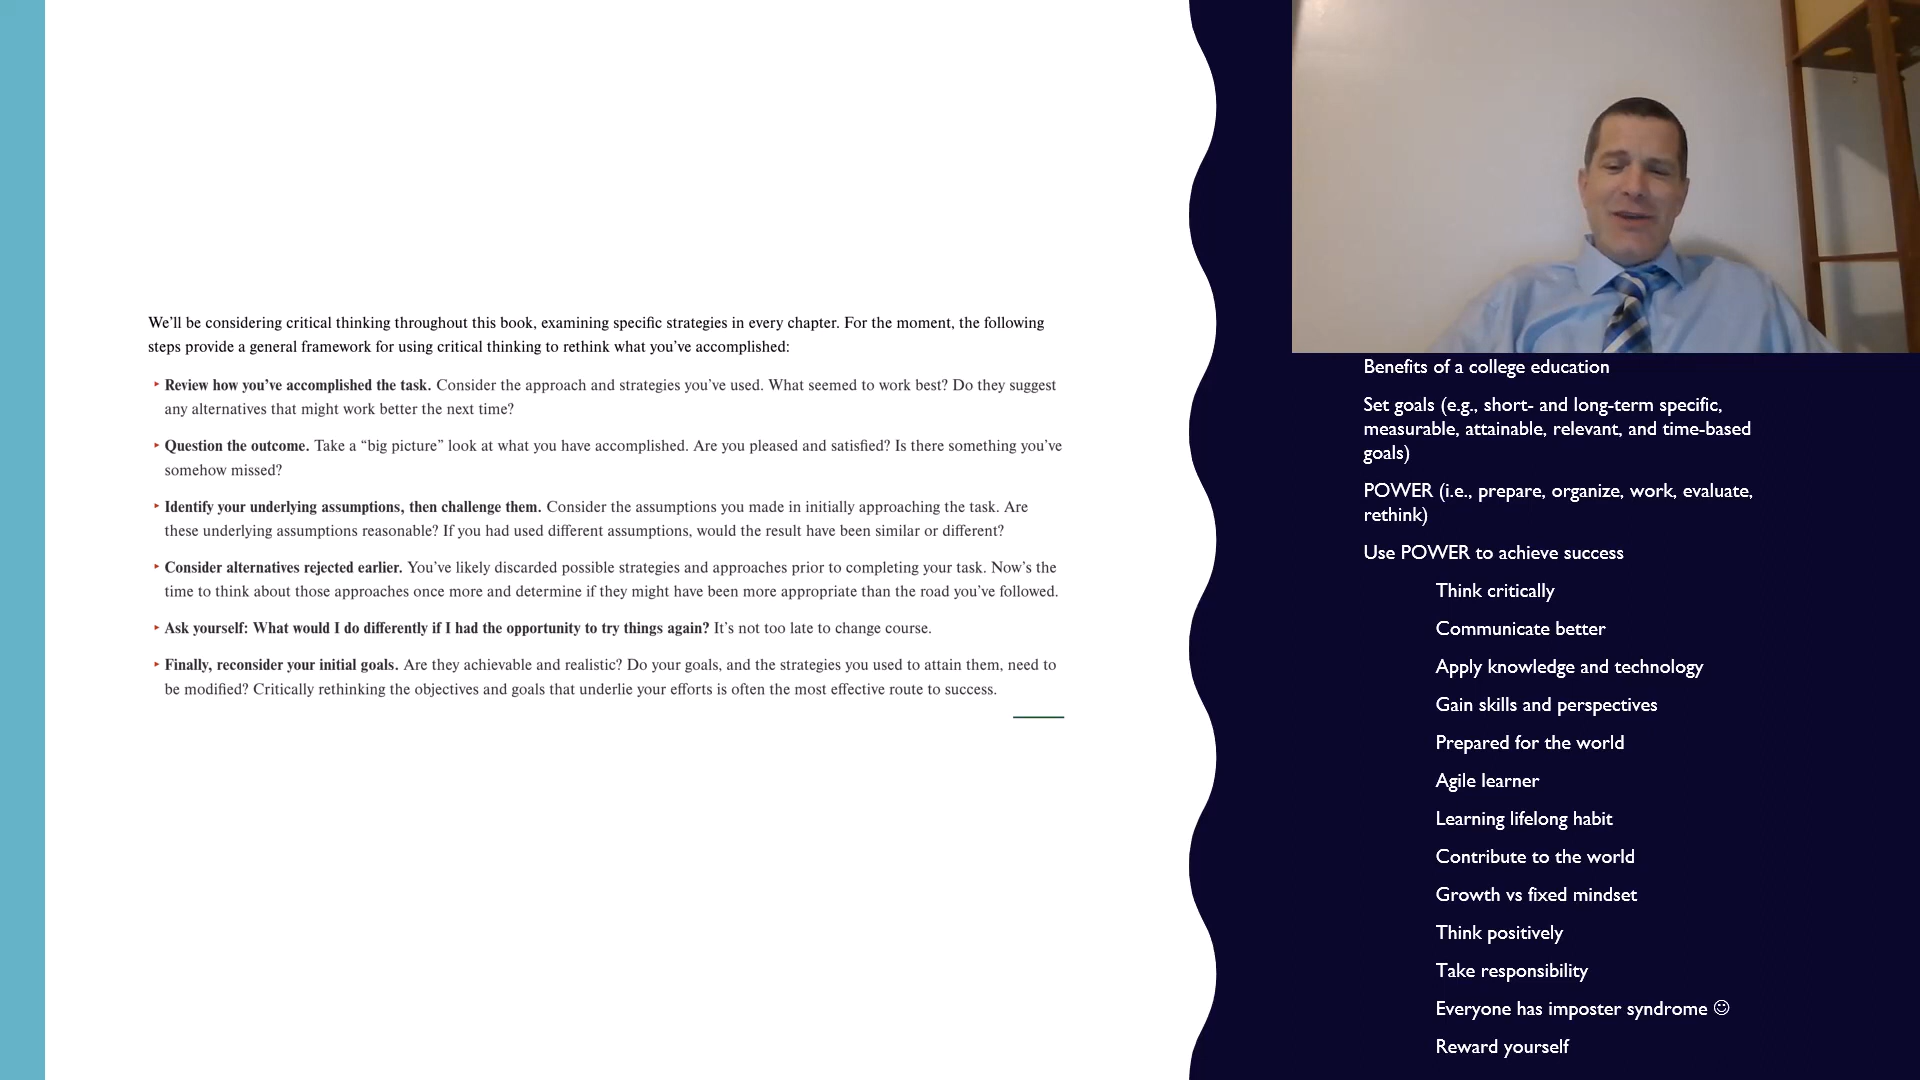 We’ll be considering critical thinking throughout this book, examining specific strategies in every chapter. For the moment, the following
steps provide a general framework for using critical thinking to rethink what you’ve accomplished:
‣ Review how you’ve accomplished the task. Consider the approach and strategies you’ve used. What seemed to work best? Do they suggest
any alternatives that might work better the next time?
‣ Question the outcome. Take a “big picture” look at what you have accomplished. Are you pleased and satisfied? Is there something you’ve
somehow missed?
‣ Identify your underlying assumptions, then challenge them. Consider the assumptions you made in initially approaching the task. Are
these underlying assumptions reasonable? If you had used different assumptions, would the result have been similar or different?
‣ Consider alternatives rejected earlier. You’ve likely discarded possible strategies and approaches prior to completing your task. Now’s the
time to think about those approaches once more and determine if they might have been more appropriate than the road you’ve followed.
‣ Ask yourself: What would I do differently if I had the opportunity to try things again? It’s not too late to change course.
‣ Finally, reconsider your initial goals. Are they achievable and realistic? Do your goals, and the strategies you used to attain them, need to
be modified? Critically rethinking the objectives and goals that underlie your efforts is often the most effective route to success.
Benefits of a college education
Set goals (e.g., short- and long-term specific,
measurable, attainable, relevant, and time-based
goals)
POWER (i.e., prepare, organize, work, evaluate,
rethink)
Use POWER to achieve success
Think critically
Communicate better
Apply knowledge and technology
Gain skills and perspectives
Prepared for the world
Agile learner
Learning lifelong habit
Contribute to the world
Growth vs fixed mindset
Think positively
Take responsibility
Everyone has imposter syndrome ☺
Reward yourself